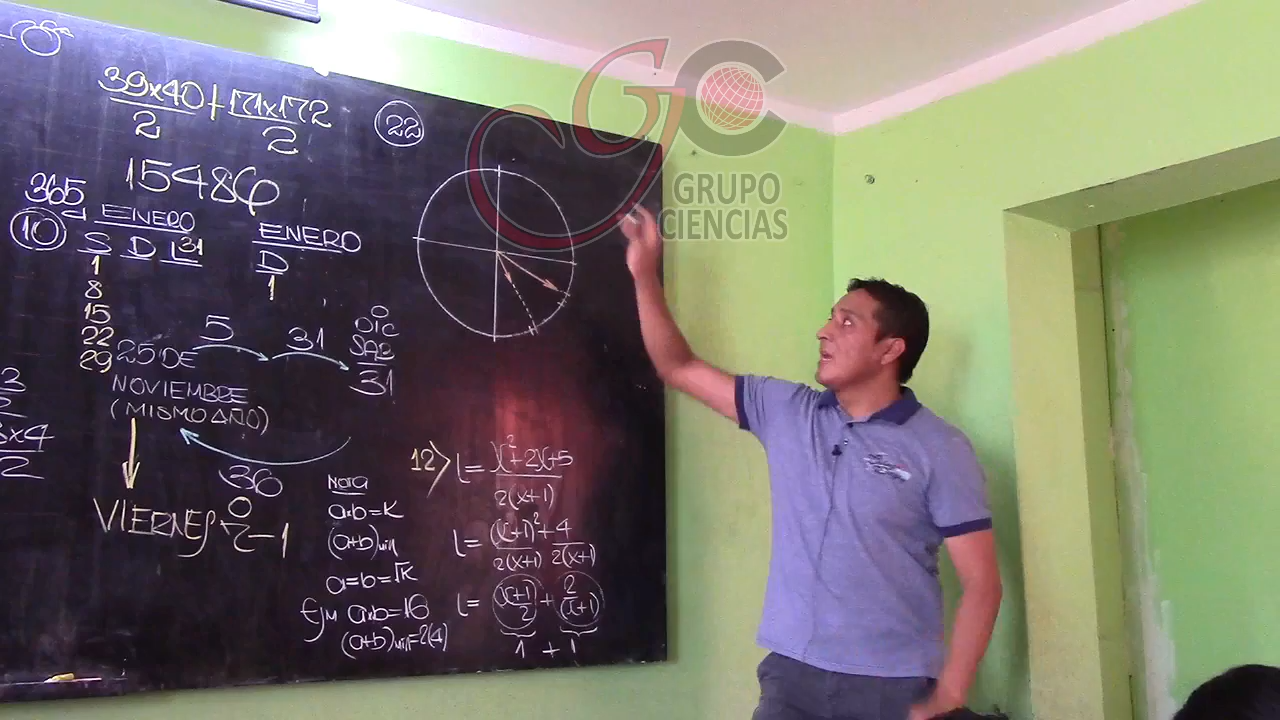 39x40/2 + 171x172/2
22
15486
365
10
ENERO
S D L 31
1
8
15
22
29
ENERO
D
1
5
31
DIC
SAB
31
25 DE
NOVIEMBRE
(MISMO AÑO)
36
VIERNES
NOTA
a×b=K
(a+b)min
a=b=√K
Ejm a×b=16
(a+b)min=2(4)
12> L= x²+2x+5 / 2(x+1)
L= (x+1)²/2(x+1) + 4/2(x+1)
L= (x+1)/2 + 2/(x+1)
1 + 1
GRUPO
CIENCIAS